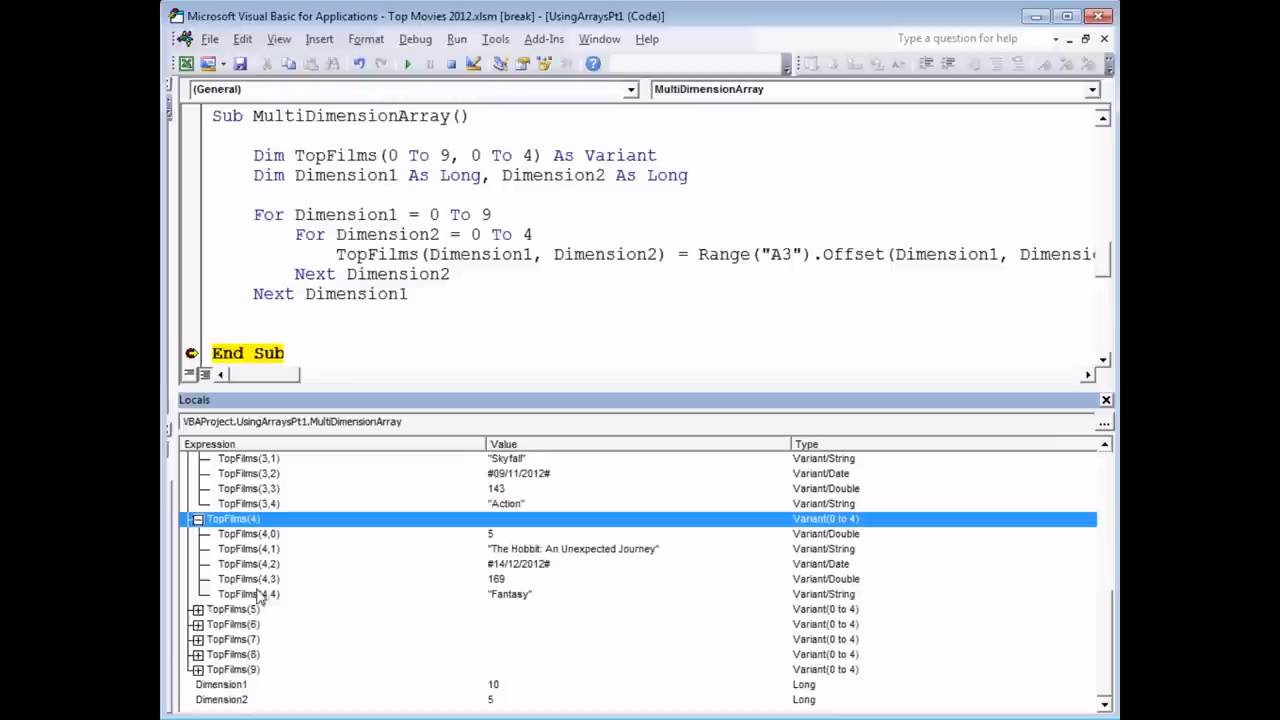 Microsoft Visual Basic for Applications - Top Movies 2012.xlsm [break] - [UsingArraysPt1 (Code)]
File Edit View Insert Format Debug Run Tools Add-Ins Window Help Type a question for help
(General) MultiDimensionArray
Sub MultiDimensionArray()
Dim TopFilms(0 To 9, 0 To 4) As Variant
Dim Dimension1 As Long, Dimension2 As Long
For Dimension1 = 0 To 9
For Dimension2 = 0 To 4
TopFilms(Dimension1, Dimension2) = Range("A3").Offset(Dimension1, Dimensi
Next Dimension2
Next Dimension1
End Sub
Locals
VBAProject.UsingArraysPt1.MultiDimensionArray ...
Expression Value Type
TopFilms(3,1) "Skyfall" Variant/String
TopFilms(3,2) #09/11/2012# Variant/Date
TopFilms(3,3) 143 Variant/Double
TopFilms(3,4) "Action" Variant/String
TopFilms(4) Variant(0 to 4)
TopFilms(4,0) 5 Variant/Double
TopFilms(4,1) "The Hobbit: An Unexpected Journey" Variant/String
TopFilms(4,2) #14/12/2012# Variant/Date
TopFilms(4,3) 169 Variant/Double
TopFilms(4,4) "Fantasy" Variant/String
TopFilms(5) Variant(0 to 4)
TopFilms(6) Variant(0 to 4)
TopFilms(7) Variant(0 to 4)
TopFilms(8) Variant(0 to 4)
TopFilms(9) Variant(0 to 4)
Dimension1 10 Long
Dimension2 5 Long